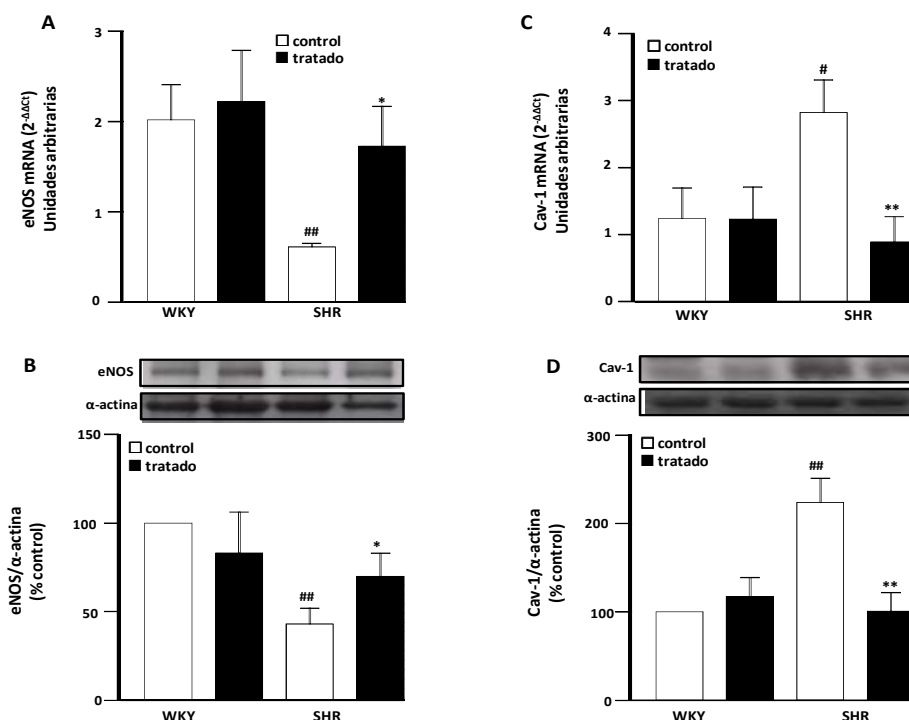 A
eNOS mRNA (2-ΔΔCt)
Unidades arbitrarias
3
2
1
0
control
tratado
##
*
WKY
SHR
C
Cav-1 mRNA (2-ΔΔCt)
Unidades arbitrarias
4
3
2
1
0
control
tratado
#
**
WKY
SHR
B
eNOS
α-actina
eNOS/α-actina
(% control)
150
100
50
0
control
tratado
##
*
WKY
SHR
D
Cav-1
α-actina
Cav-1/α-actina
(% control)
300
200
100
0
control
tratado
##
**
WKY
SHR